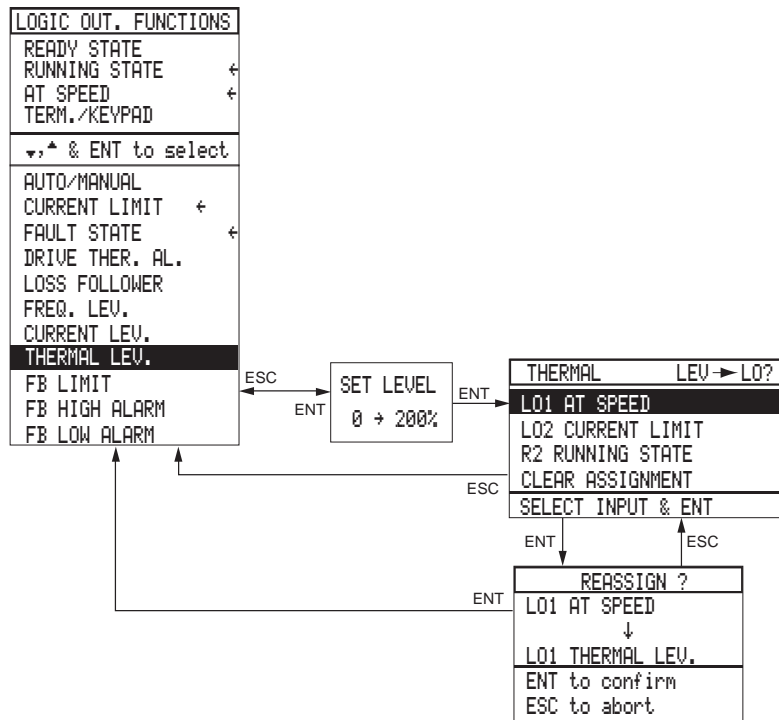 LOGIC OUT. FUNCTIONS
READY STATE
RUNNING STATE ←
AT SPEED ←
TERM./KEYPAD
▾,▴ & ENT to select
AUTO/MANUAL
CURRENT LIMIT ←
FAULT STATE ←
DRIVE THER. AL.
LOSS FOLLOWER
FREQ. LEV.
CURRENT LEV.
THERMAL LEV.
FB LIMIT
FB HIGH ALARM
FB LOW ALARM
ESC
ENT
SET LEVEL
0 → 200%
ENT
THERMAL LEV→LO?
LO1 AT SPEED
LO2 CURRENT LIMIT
R2 RUNNING STATE
CLEAR ASSIGNMENT
SELECT INPUT & ENT
ESC
ENT
ESC
ENT
REASSIGN ?
LO1 AT SPEED
↓
LO1 THERMAL LEV.
ENT to confirm
ESC to abort